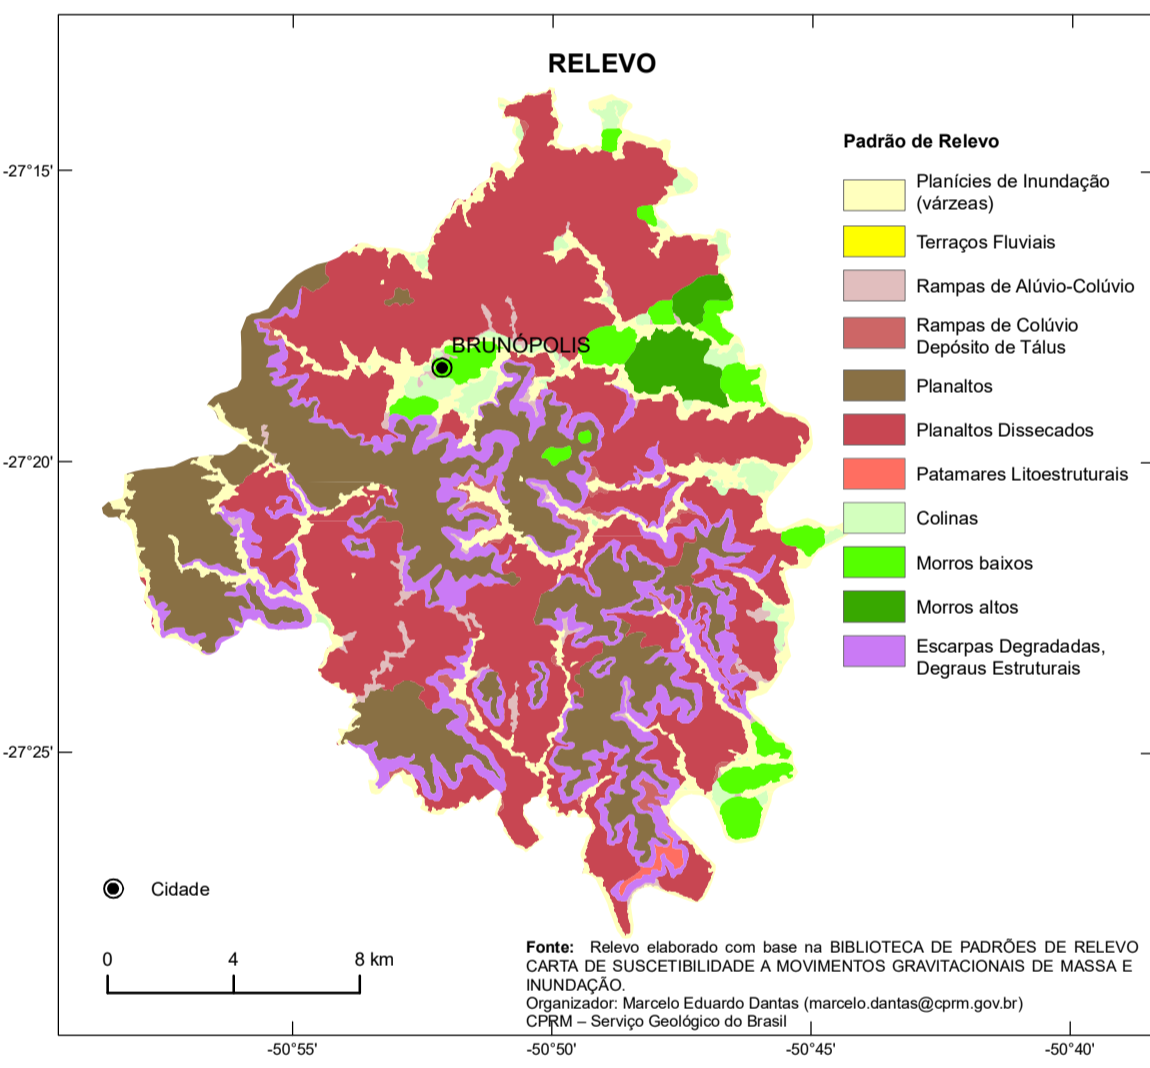 RELEVO
-27°15'
-27°20'
-27°25'
BRUNÓPOLIS
Padrão de Relevo
Planícies de Inundação
(várzeas)
Terraços Fluviais
Rampas de Alúvio-Colúvio
Rampas de Colúvio
Depósito de Tálus
Planaltos
Planaltos Dissecados
Patamares Litoestruturais
Colinas
Morros baixos
Morros altos
Escarpas Degradadas,
Degraus Estruturais
Cidade
0 4 8 km
Fonte: Relevo elaborado com base na BIBLIOTECA DE PADRÕES DE RELEVO
CARTA DE SUSCETIBILIDADE A MOVIMENTOS GRAVITACIONAIS DE MASSA E
INUNDAÇÃO.
Organizador: Marcelo Eduardo Dantas (marcelo.dantas@cprm.gov.br)
CPRM – Serviço Geológico do Brasil
-50°55' -50°50' -50°45' -50°40'